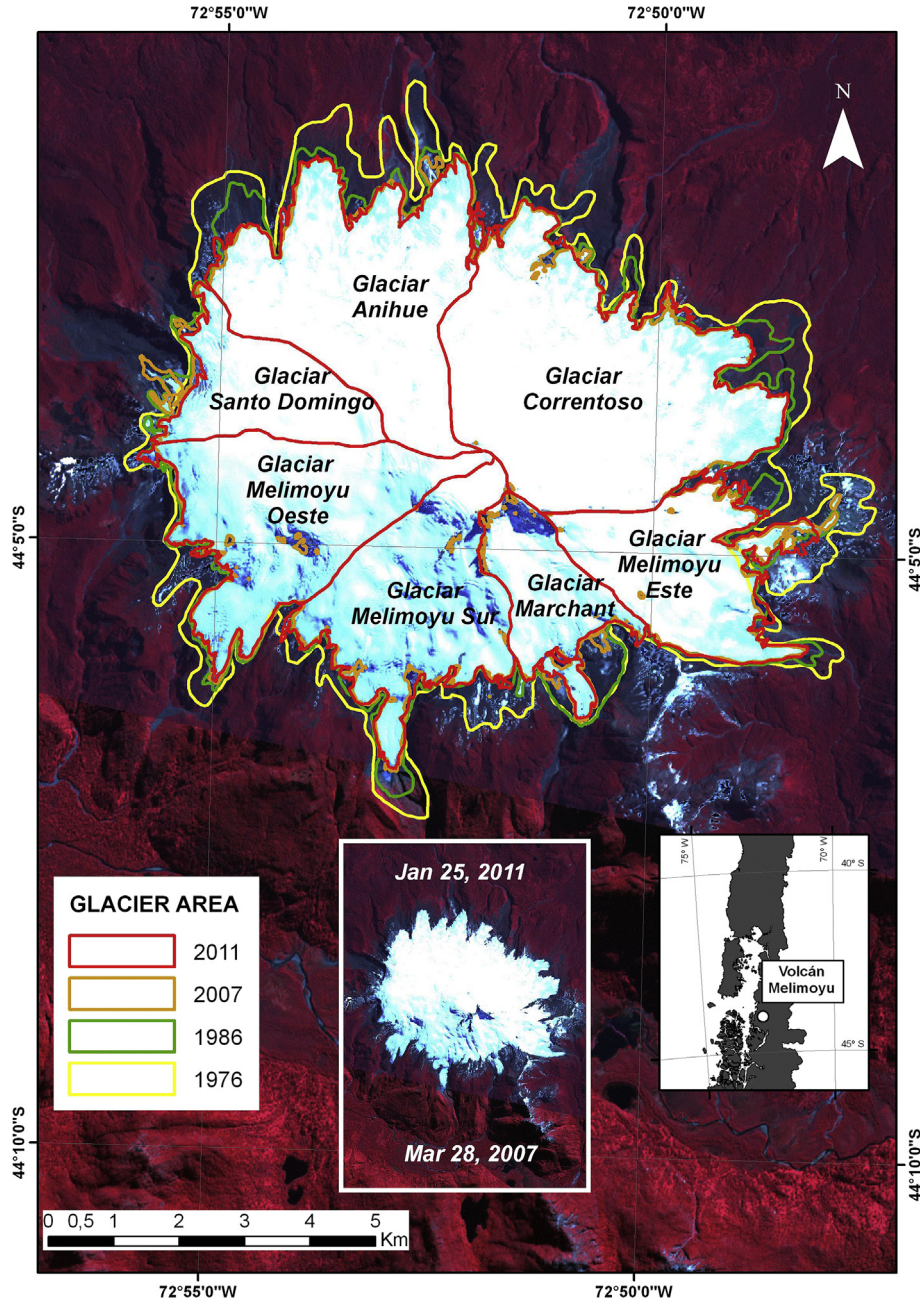 72°55'0"W
72°50'0"W
N
Glaciar
Anihue
Glaciar
Santo Domingo
Glaciar
Correntoso
Glaciar
Melimoyu
Oeste
44°5'0"S
44°5'0"S
Glaciar
Melimoyu
Este
Glaciar
Melimoyu Sur
Glaciar
Marchant
GLACIER AREA
2011
2007
1986
1976
Jan 25, 2011
Mar 28, 2007
75° W
70° W
40° S
Volcán
Melimoyu
45° S
44°10'0"S
44°10'0"S
0 0,5 1 2 3 4 5
Km
72°55'0"W
72°50'0"W